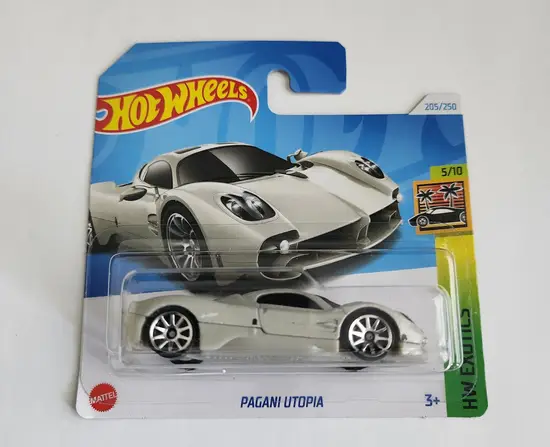 HOT WHEELS
205/250
5/10
HW EXOTICS
MATTEL
PAGANI UTOPIA
3+